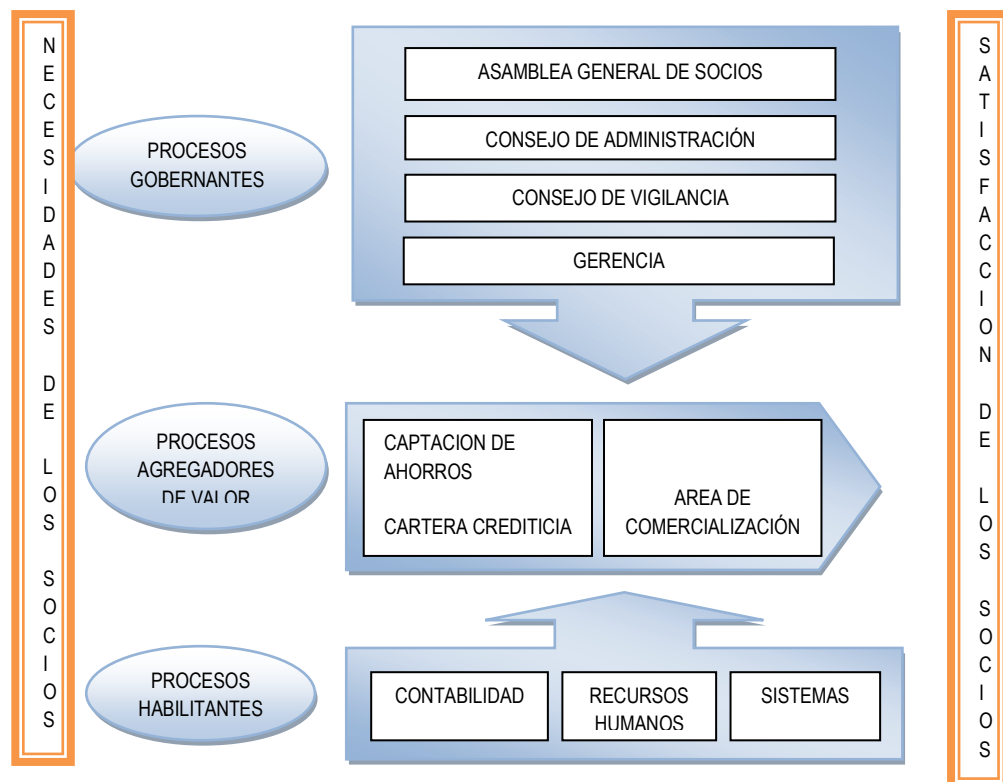 NECESIDADES DE LOS SOCIOS
PROCESOS
GOBERNANTES
ASAMBLEA GENERAL DE SOCIOS
CONSEJO DE ADMINISTRACIÓN
CONSEJO DE VIGILANCIA
GERENCIA
PROCESOS
AGREGADORES
DE VALOR
CAPTACION DE
AHORROS
CARTERA CREDITICIA
AREA DE
COMERCIALIZACIÓN
PROCESOS
HABILITANTES
CONTABILIDAD
RECURSOS
HUMANOS
SISTEMAS
SATISFACCION DE LOS SOCIOS